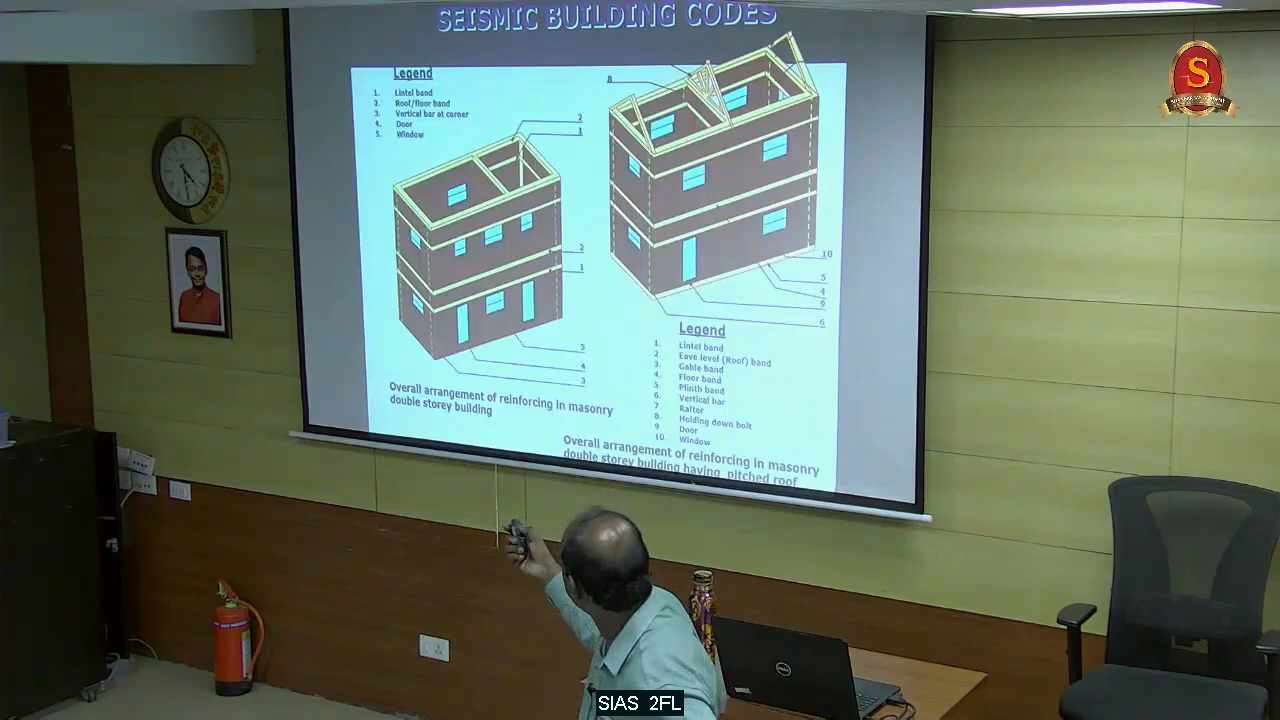 SEISMIC BUILDING CODES
Legend
1. Lintel band
2. Roof/floor band
3. Vertical bar at corner
4. Door
5. Window
2
1
2
1
5
4
3
Overall arrangement of reinforcing in masonry
double storey building
8
10
5
4
9
6
Legend
1. Lintel band
2. Eave level (Roof) band
3. Gable band
4. Floor band
5. Plinth band
6. Vertical bar
7. Rafter
8. Holding down bolt
9. Door
10. Window
Overall arrangement of reinforcing in masonry
double storey building having pitched roof
S
DELL
SIAS 2FL